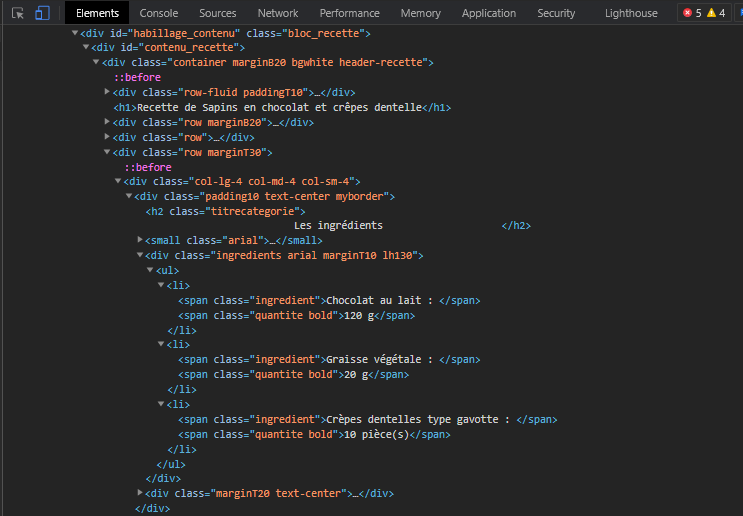 Elements Console Sources Network Performance Memory Application Security Lighthouse 5 4
<div id="habillage_contenu" class="bloc_recette">
<div id="contenu_recette">
<div class="container marginB20 bgwhite header-recette">
::before
<div class="row-fluid paddingT10">…</div>
<h1>Recette de Sapins en chocolat et crêpes dentelle</h1>
<div class="row marginB20">…</div>
<div class="row">…</div>
<div class="row marginT30">
::before
<div class="col-lg-4 col-md-4 col-sm-4">
<div class="padding10 text-center myborder">
<h2 class="titrecategorie">
Les ingrédients </h2>
<small class="arial">…</small>
<div class="ingredients arial marginT10 lh130">
<ul>
<li>
<span class="ingredient">Chocolat au lait : </span>
<span class="quantite bold">120 g</span>
</li>
<li>
<span class="ingredient">Graisse végétale : </span>
<span class="quantite bold">20 g</span>
</li>
<li>
<span class="ingredient">Crèpes dentelles type gavotte : </span>
<span class="quantite bold">10 pièce(s)</span>
</li>
</ul>
</div>
<div class="marginT20 text-center">…</div>
</div>